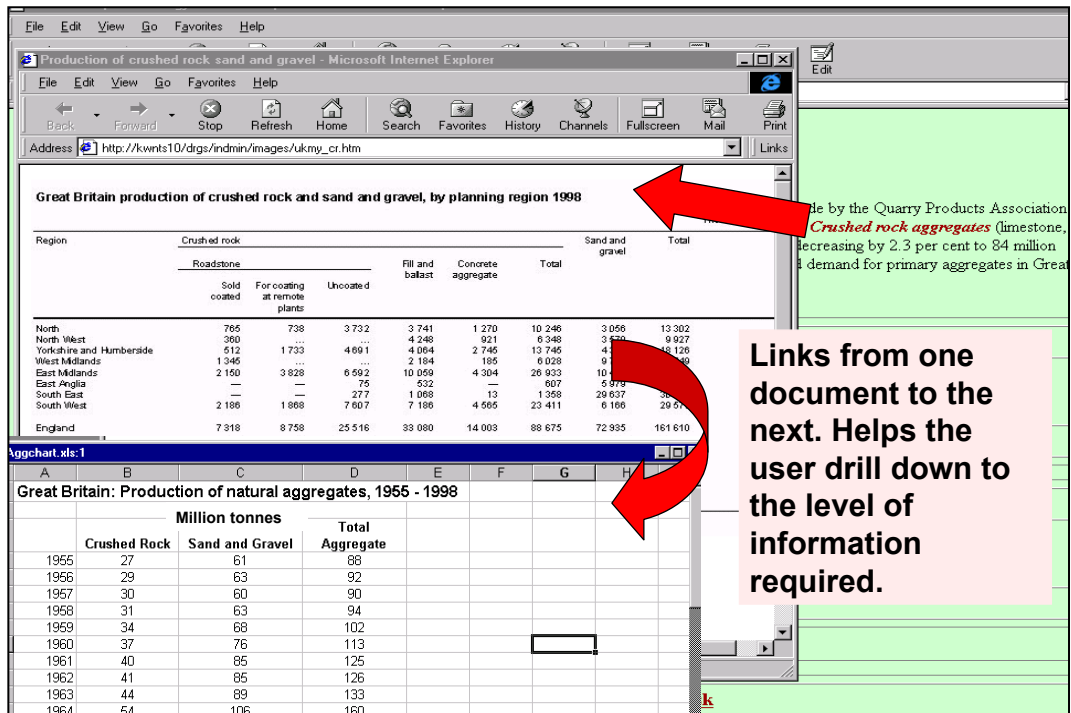 File Edit View Go Favorites Help
Edit
Production of crushed rock sand and gravel - Microsoft Internet Explorer
File Edit View Go Favorites Help
Back Forward Stop Refresh Home Search Favorites History Channels Fullscreen Mail Print
Address http://kwnts10/drgs/indmin/images/ukmy_cr.htm Links
Great Britain production of crushed rock and sand and gravel, by planning region 1998
Region Crushed rock Sand and gravel Total
Roadstone Fill and ballast Concrete aggregate Total
Sold coated For coating at remote plants Uncoated
North 765 738 3 732 3 741 1 270 10 246 3 056 13 302
North West 360 ... ... 4 248 921 6 348 3 579 9 927
Yorkshire and Humberside 512 1 733 4 691 4 064 2 745 13 745 18 126
West Midlands 1 345 ... ... 2 184 185 6 028
East Midlands 2 150 3 828 6 592 10 059 4 304 26 933
East Anglia — — 75 532 — 607 5 979
South East — — 277 1 068 13 1 358 29 637
South West 2 186 1 868 7 607 7 186 4 565 23 411 6 166
England 7 318 8 758 25 516 33 080 14 003 88 675 72 935 161 610
de by the Quarry Products Association
Crushed rock aggregates (limestone,
decreasing by 2.3 per cent to 84 million
demand for primary aggregates in Great
Links from one
document to the
next. Helps the
user drill down to
the level of
information
required.
Aggchart.xls:1
A B C D E F G H
Great Britain: Production of natural aggregates, 1955 - 1998
Million tonnes
Crushed Rock Sand and Gravel Total Aggregate
1955 27 61 88
1956 29 63 92
1957 30 60 90
1958 31 63 94
1959 34 68 102
1960 37 76 113
1961 40 85 125
1962 41 85 126
1963 44 89 133
1964 54 106 160
k